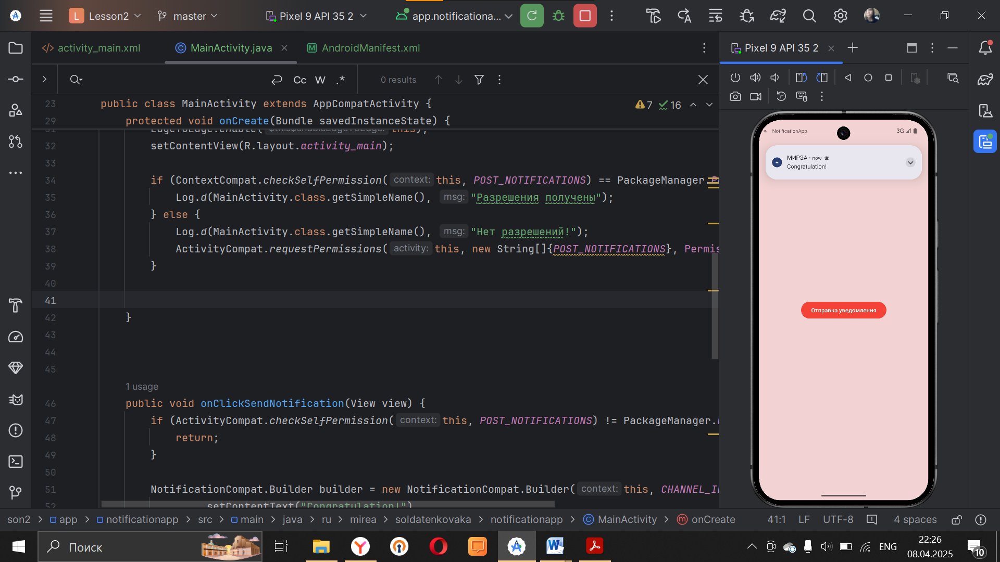 L Lesson2 master Pixel 9 API 35 2 app.notificationa...
activity_main.xml MainActivity.java AndroidManifest.xml
Pixel 9 API 35 2
Cc W .* 0 results
23 public class MainActivity extends AppCompatActivity {
7 16
29 protected void onCreate(Bundle savedInstanceState) {
32 setContentView(R.layout.activity_main);
33
34 if (ContextCompat.checkSelfPermission( context: this, POST_NOTIFICATIONS) == PackageManager.
35 Log.d(MainActivity.class.getSimpleName(), msg: "Разрешения получены");
36 } else {
37 Log.d(MainActivity.class.getSimpleName(), msg: "Нет разрешений!");
38 ActivityCompat.requestPermissions( activity: this, new String[]{POST_NOTIFICATIONS}, Permis
39 }
40
41
42 }
43
44
45
1 usage
46 public void onClickSendNotification(View view) {
47 if (ActivityCompat.checkSelfPermission( context: this, POST_NOTIFICATIONS) != PackageManager.
48 return;
49 }
50
51 NotificationCompat.Builder builder = new NotificationCompat.Builder( context: this, CHANNEL_I
52 setContentText("Congratulation!")
NotificationApp 3G
МИРЭА • now
Congratulation!
Отправка уведомления
son2 > app > notificationapp > src > main > java > ru > mirea > soldatenkovaka > notificationapp > MainActivity > onCreate 41:1 LF UTF-8 4 spaces
Поиск
ENG
22:26
08.04.2025
10